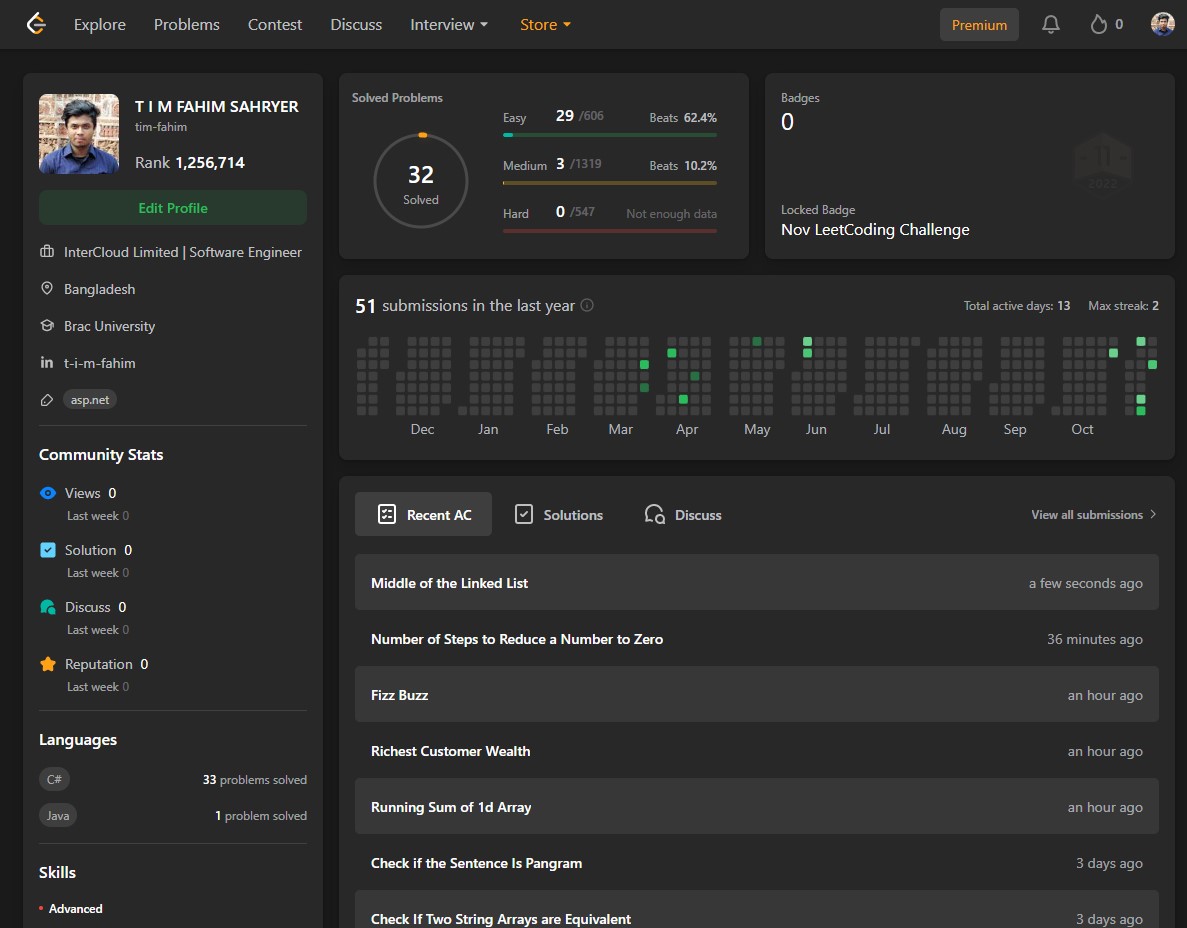 Explore Problems Contest Discuss Interview Store Premium 0
T I M FAHIM SAHRYER
tim-fahim
Rank 1,256,714
Edit Profile
InterCloud Limited | Software Engineer
Bangladesh
Brac University
t-i-m-fahim
asp.net
Community Stats
Views 0
Last week 0
Solution 0
Last week 0
Discuss 0
Last week 0
Reputation 0
Last week 0
Languages
C# 33 problems solved
Java 1 problem solved
Skills
Advanced
Solved Problems
32
Solved
Easy 29 /606 Beats 62.4%
Medium 3 /1319 Beats 10.2%
Hard 0 /547 Not enough data
Badges
0
2022
Locked Badge
Nov LeetCoding Challenge
51 submissions in the last year
Total active days: 13 Max streak: 2
Dec Jan Feb Mar Apr May Jun Jul Aug Sep Oct
Recent AC Solutions Discuss View all submissions
Middle of the Linked List a few seconds ago
Number of Steps to Reduce a Number to Zero 36 minutes ago
Fizz Buzz an hour ago
Richest Customer Wealth an hour ago
Running Sum of 1d Array an hour ago
Check if the Sentence Is Pangram 3 days ago
Check If Two String Arrays are Equivalent 3 days ago